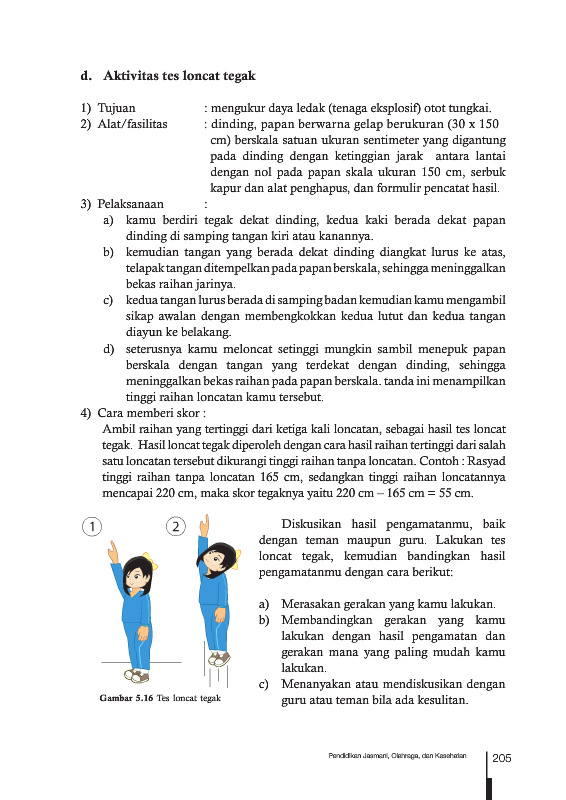 d. Aktivitas tes loncat tegak
1) Tujuan : mengukur daya ledak (tenaga eksplosif) otot tungkai.
2) Alat/fasilitas : dinding, papan berwarna gelap berukuran (30 x 150
cm) berskala satuan ukuran sentimeter yang digantung
pada dinding dengan ketinggian jarak antara lantai
dengan nol pada papan skala ukuran 150 cm, serbuk
kapur dan alat penghapus, dan formulir pencatat hasil.
3) Pelaksanaan :
a) kamu berdiri tegak dekat dinding, kedua kaki berada dekat papan
dinding di samping tangan kiri atau kanannya.
b) kemudian tangan yang berada dekat dinding diangkat lurus ke atas,
telapak tangan ditempelkan pada papan berskala, sehingga meninggalkan
bekas raihan jarinya.
c) kedua tangan lurus berada di samping badan kemudian kamu mengambil
sikap awalan dengan membengkokkan kedua lutut dan kedua tangan
diayun ke belakang.
d) seterusnya kamu meloncat setinggi mungkin sambil menepuk papan
berskala dengan tangan yang terdekat dengan dinding, sehingga
meninggalkan bekas raihan pada papan berskala. tanda ini menampilkan
tinggi raihan loncatan kamu tersebut.
4) Cara memberi skor :
Ambil raihan yang tertinggi dari ketiga kali loncatan, sebagai hasil tes loncat
tegak. Hasil loncat tegak diperoleh dengan cara hasil raihan tertinggi dari salah
satu loncatan tersebut dikurangi tinggi raihan tanpa loncatan. Contoh : Rasyad
tinggi raihan tanpa loncatan 165 cm, sedangkan tinggi raihan loncatannya
mencapai 220 cm, maka skor tegaknya yaitu 220 cm – 165 cm = 55 cm.
1
2
Gambar 5.16 Tes loncat tegak
Diskusikan hasil pengamatanmu, baik
dengan teman maupun guru. Lakukan tes
loncat tegak, kemudian bandingkan hasil
pengamatanmu dengan cara berikut:
a) Merasakan gerakan yang kamu lakukan.
b) Membandingkan gerakan yang kamu
lakukan dengan hasil pengamatan dan
gerakan mana yang paling mudah kamu
lakukan.
c) Menanyakan atau mendiskusikan dengan
guru atau teman bila ada kesulitan.
Pendidikan Jasmani, Olahraga, dan Kesehatan 205